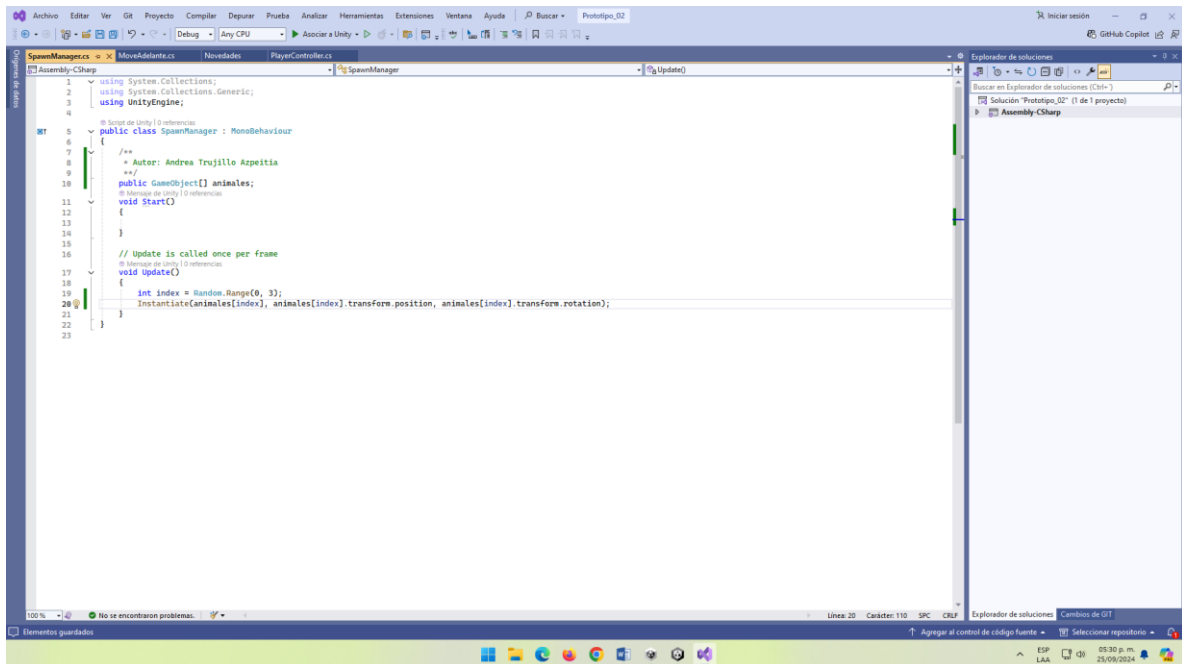 Archivo Editar Ver Git Proyecto Compilar Depurar Prueba Analizar Herramientas Extensiones Ventana Ayuda Buscar Prototipo_02 Iniciar sesión
Debug Any CPU Asociar a Unity GitHub Copilot
Orígenes de datos
SpawnManager.cs MoveAdelante.cs Novedades PlayerController.cs Explorador de soluciones
Assembly-CSharp SpawnManager Update()
Buscar en Explorador de soluciones (Ctrl+')
Solución "Prototipo_02" (1 de 1 proyecto)
Assembly-CSharp
1 using System.Collections;
2 using System.Collections.Generic;
3 using UnityEngine;
4
Script de Unity | 0 referencias
5 public class SpawnManager : MonoBehaviour
6 {
7 /**
8 * Autor: Andrea Trujillo Azpeitia
9 **/
10 public GameObject[] animales;
Mensaje de Unity | 0 referencias
11 void Start()
12 {
13
14 }
15
16 // Update is called once per frame
Mensaje de Unity | 0 referencias
17 void Update()
18 {
19 int index = Random.Range(0, 3);
20 Instantiate(animales[index], animales[index].transform.position, animales[index].transform.rotation);
21 }
22 }
23
100 % No se encontraron problemas. Línea: 20 Carácter: 110 SPC CRLF Explorador de soluciones Cambios de GIT
Elementos guardados Agregar al control de código fuente Seleccionar repositorio
ESP
LAA
05:30 p. m.
25/09/2024